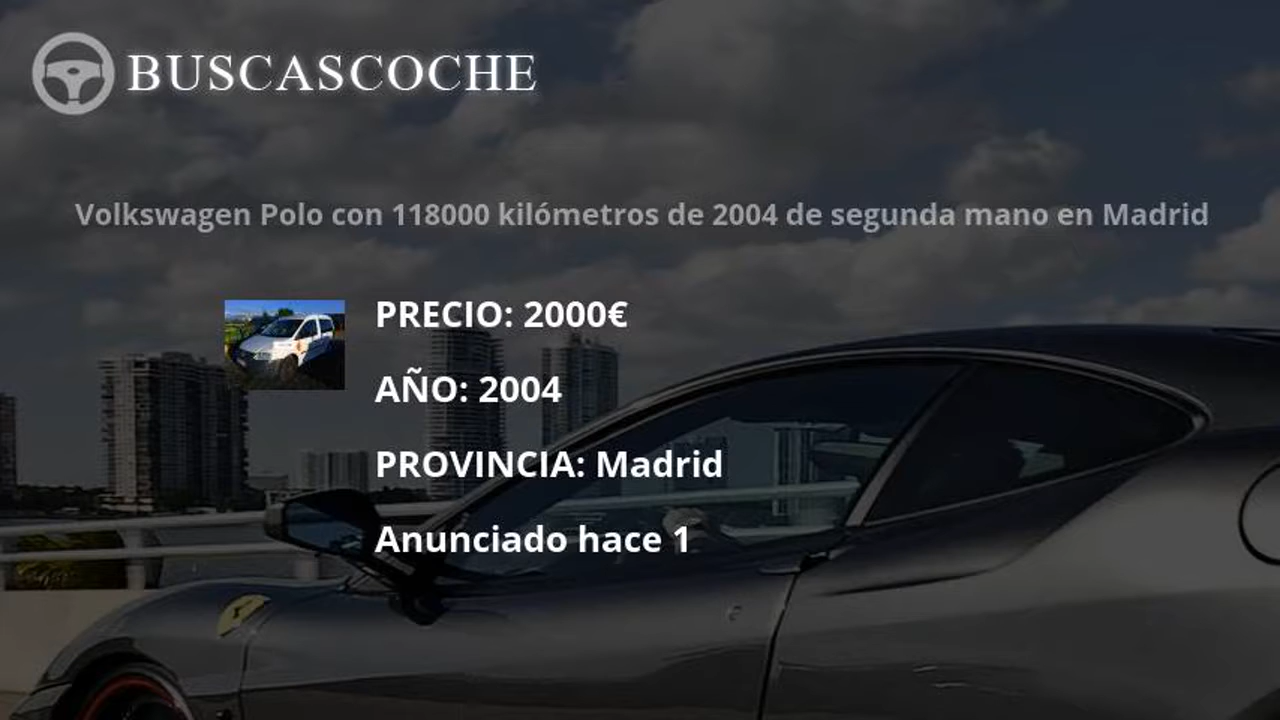 BUSCASCOCHE
Volkswagen Polo con 118000 kilómetros de 2004 de segunda mano en Madrid
PRECIO: 2000€
AÑO: 2004
PROVINCIA: Madrid
Anunciado hace 1